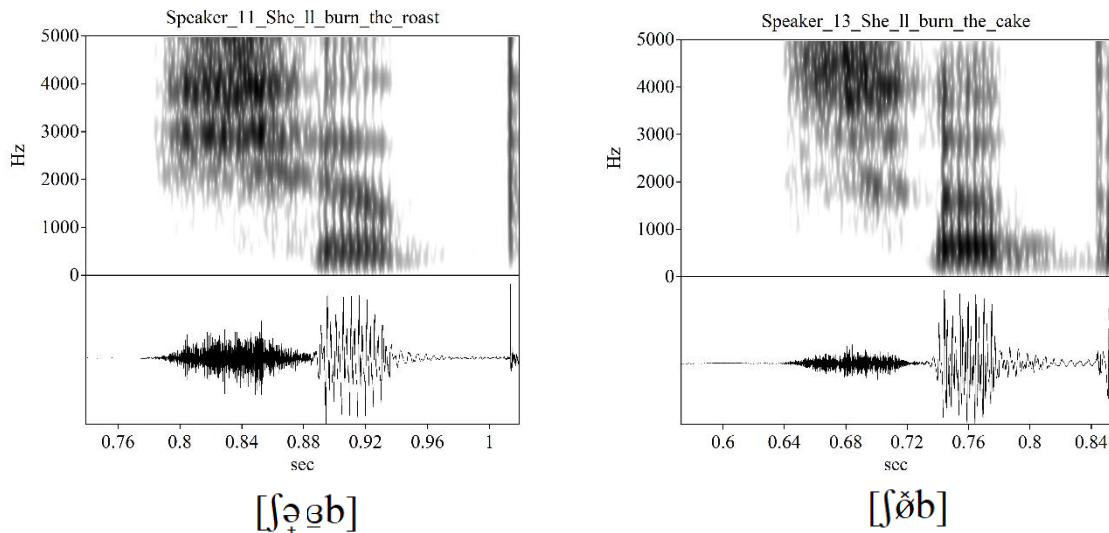 Speaker_11_She_ll_burn_the_roast
5000
4000
3000
2000
1000
0
Hz
0.76 0.8 0.84 0.88 0.92 0.96 1
sec
[ʃə̟ ɞ̠b]
Speaker_13_She_ll_burn_the_cake
5000
4000
3000
2000
1000
0
Hz
0.6 0.64 0.68 0.72 0.76 0.8 0.84
sec
[ʃø̽b]